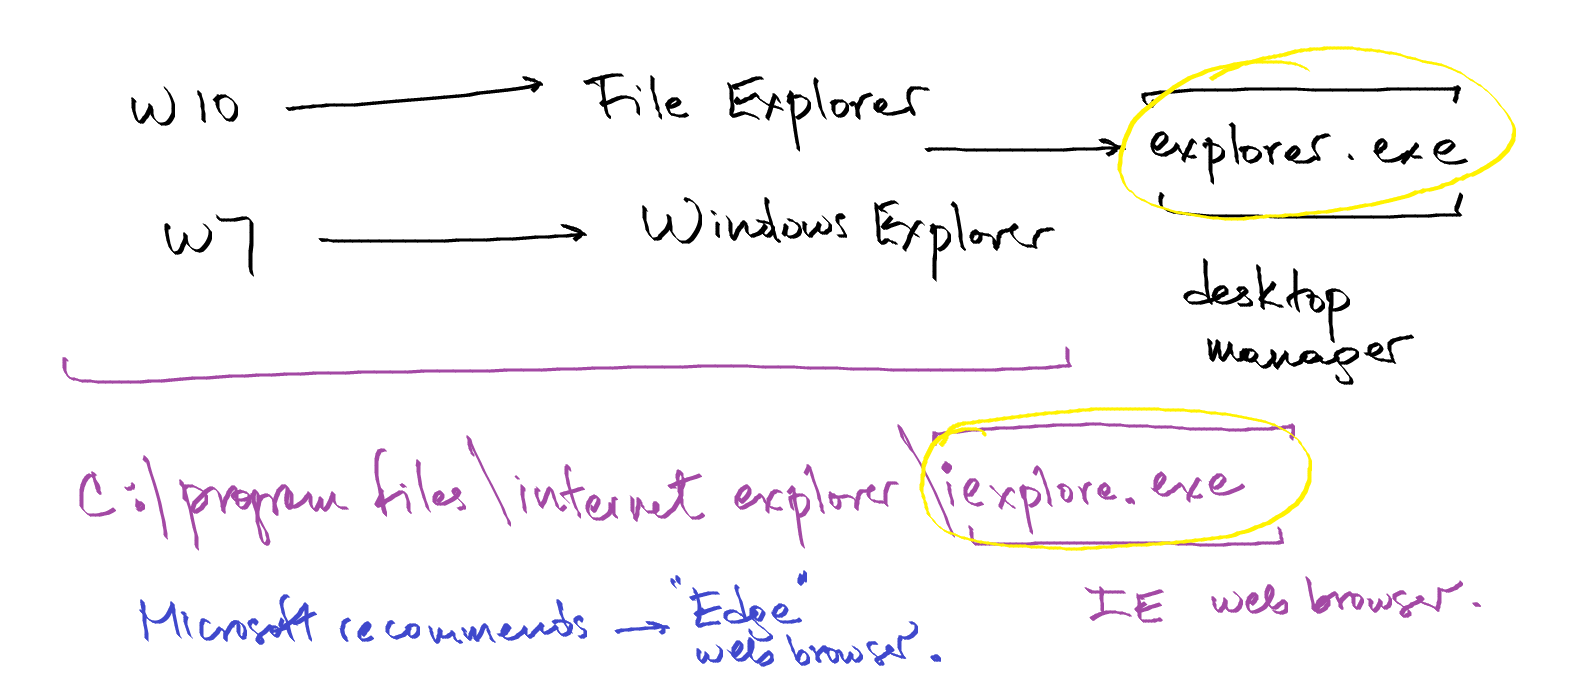 W10 → File Explorer → explorer.exe
W7 → Windows Explorer
desktop
manager
C:\program files\internet explorer\iexplore.exe
IE web browser.
Microsoft recommends → "Edge"
web browser.